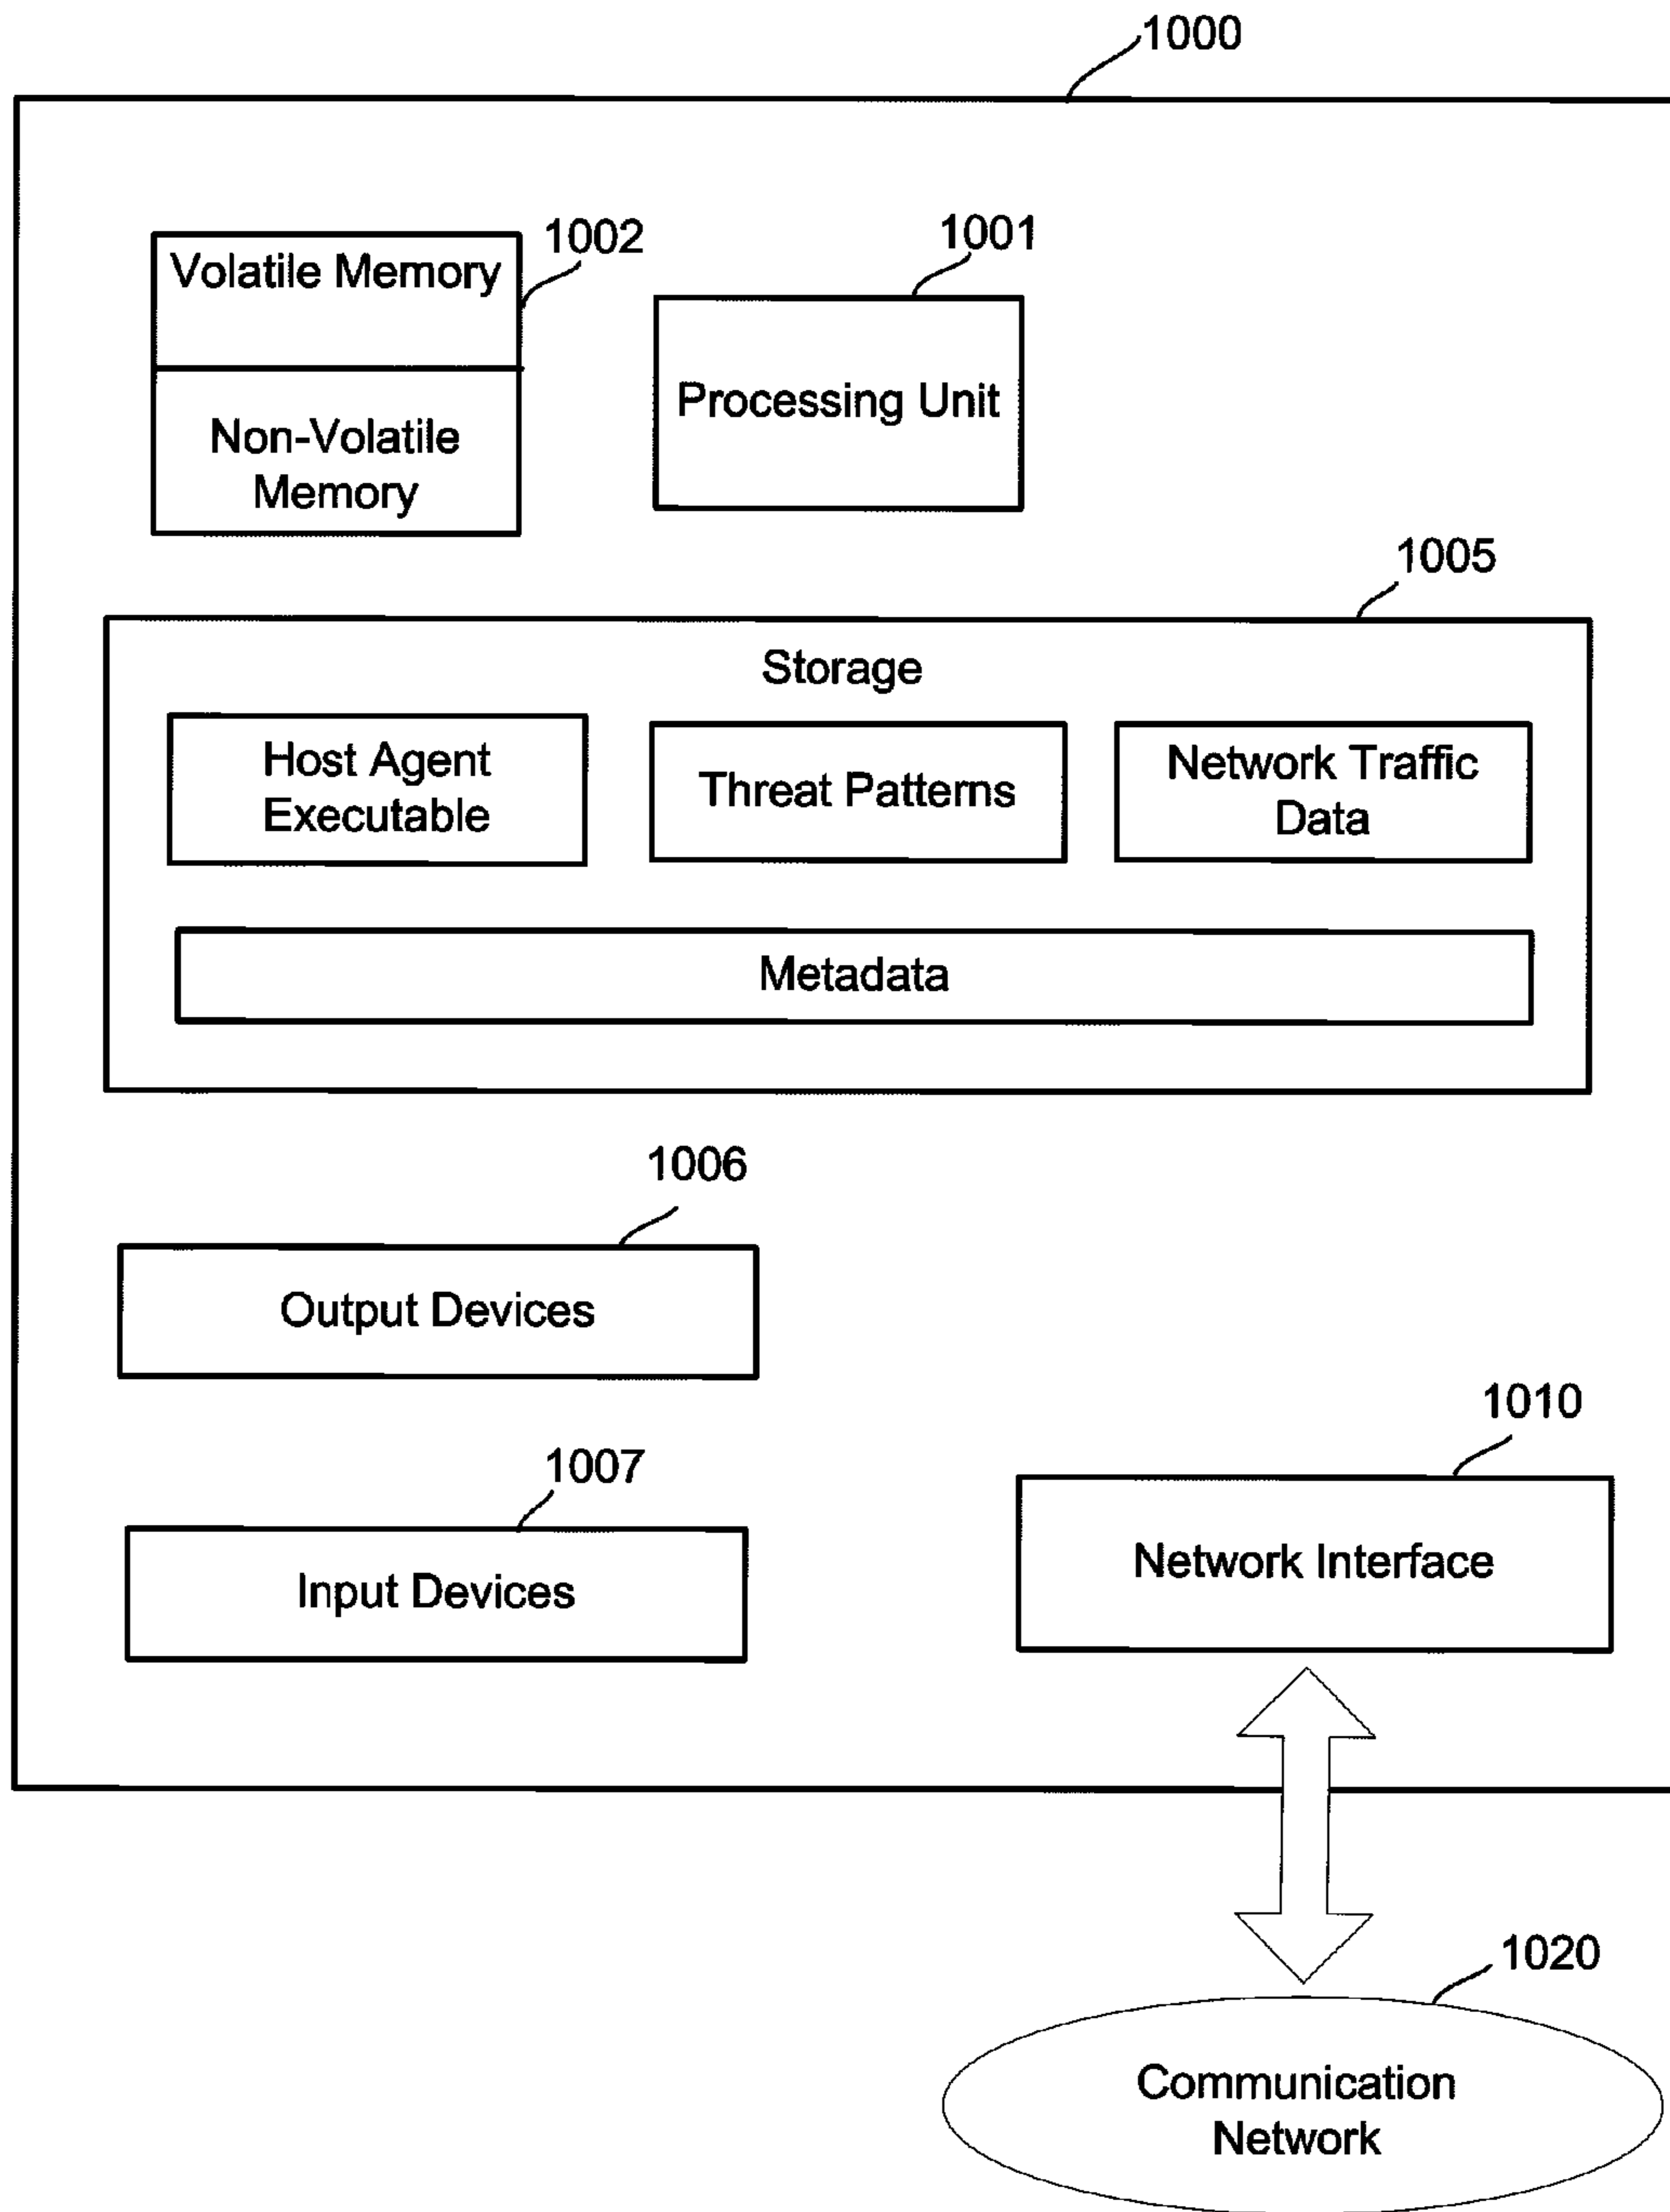 1000
1002
1001
Volatile Memory
Processing Unit
Non-Volatile
Memory
1005
Storage
Host Agent
Executable
Threat Patterns
Network Traffic
Data
Metadata
1006
Output Devices
1010
1007
Network Interface
Input Devices
1020
Communication
Network